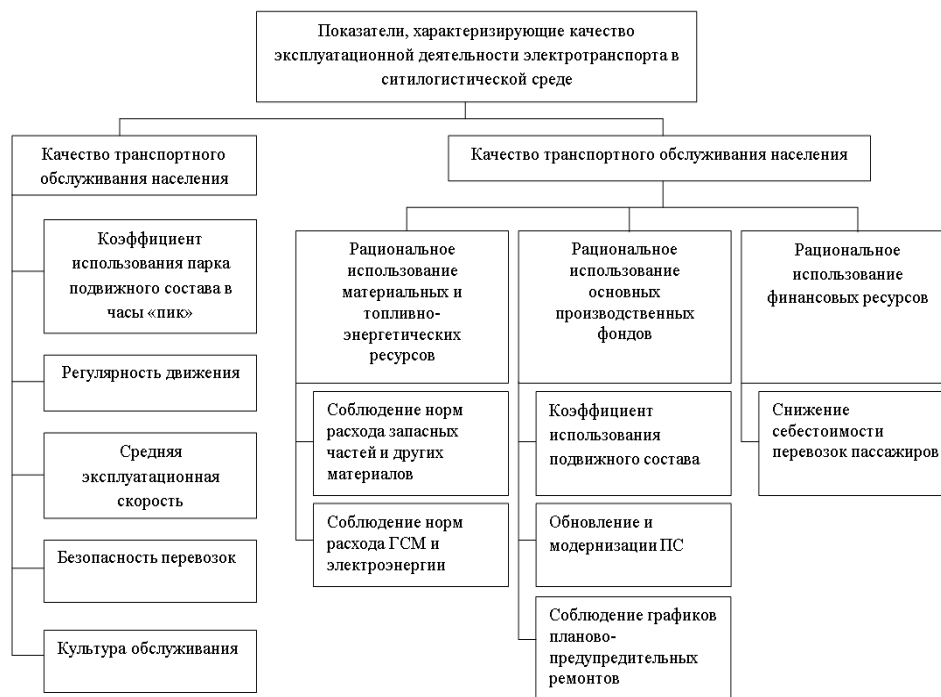 Показатели, характеризирующие качество
эксплуатационной деятельности электротранспорта в
ситилогистической среде
Качество транспортного
обслуживания населения
Качество транспортного обслуживания населения
Коэффициент
использования парка
подвижного состава в
часы «пик»
Регулярность движения
Средняя
эксплуатационная
скорость
Безопасность перевозок
Культура обслуживания
Рациональное
использование
материальных и
топливно-
энергетических
ресурсов
Соблюдение норм
расхода запасных
частей и других
материалов
Соблюдение норм
расхода ГСМ и
электроэнергии
Рациональное
использование
основных
производственных
фондов
Коэффициент
использования
подвижного состава
Обновление и
модернизации ПС
Соблюдение графиков
планово-
предупредительных
ремонтов
Рациональное
использование
финансовых ресурсов
Снижение
себестоимости
перевозок пассажиров